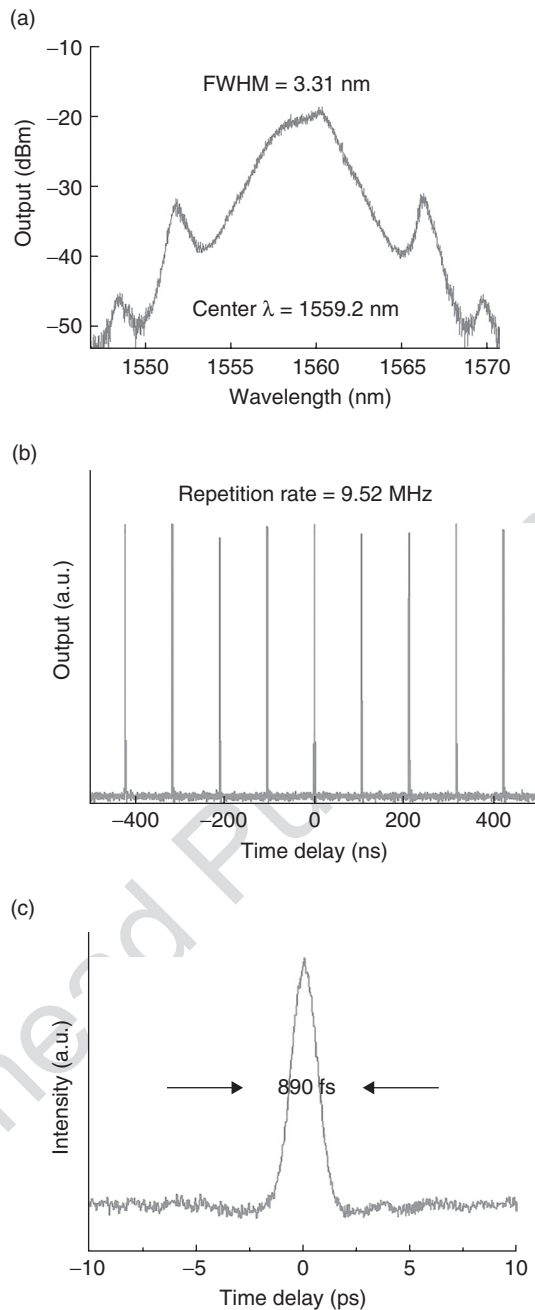 (a)
−10
FWHM = 3.31 nm
−20
−30
−40
Center λ = 1559.2 nm
−50
Output (dBm)
1550 1555 1560 1565 1570
Wavelength (nm)
(b)
Repetition rate = 9.52 MHz
Output (a.u.)
−400 −200 0 200 400
Time delay (ns)
(c)
890 fs
Intensity (a.u.)
−10 −5 0 5 10
Time delay (ps)